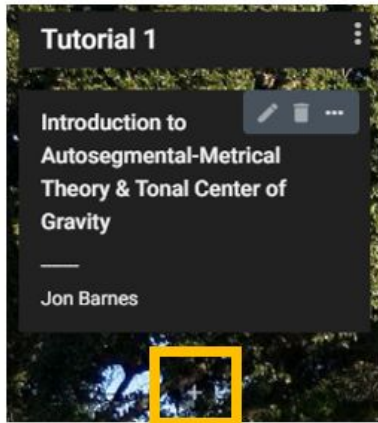 Tutorial 1
Introduction to
Autosegmental-Metrical
Theory & Tonal Center of
Gravity
Jon Barnes